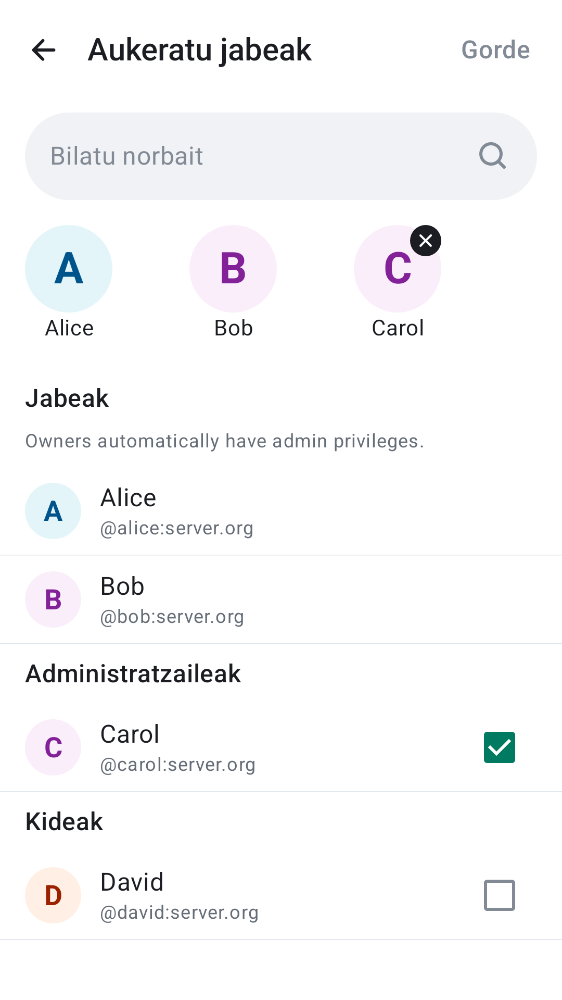 Aukeratu jabeak
Gorde
Bilatu norbait
A
B
C
Alice
Bob
Carol
Jabeak
Owners automatically have admin privileges.
A
Alice
@alice:server.org
B
Bob
@bob:server.org
Administratzaileak
C
Carol
@carol:server.org
Kideak
D
David
@david:server.org